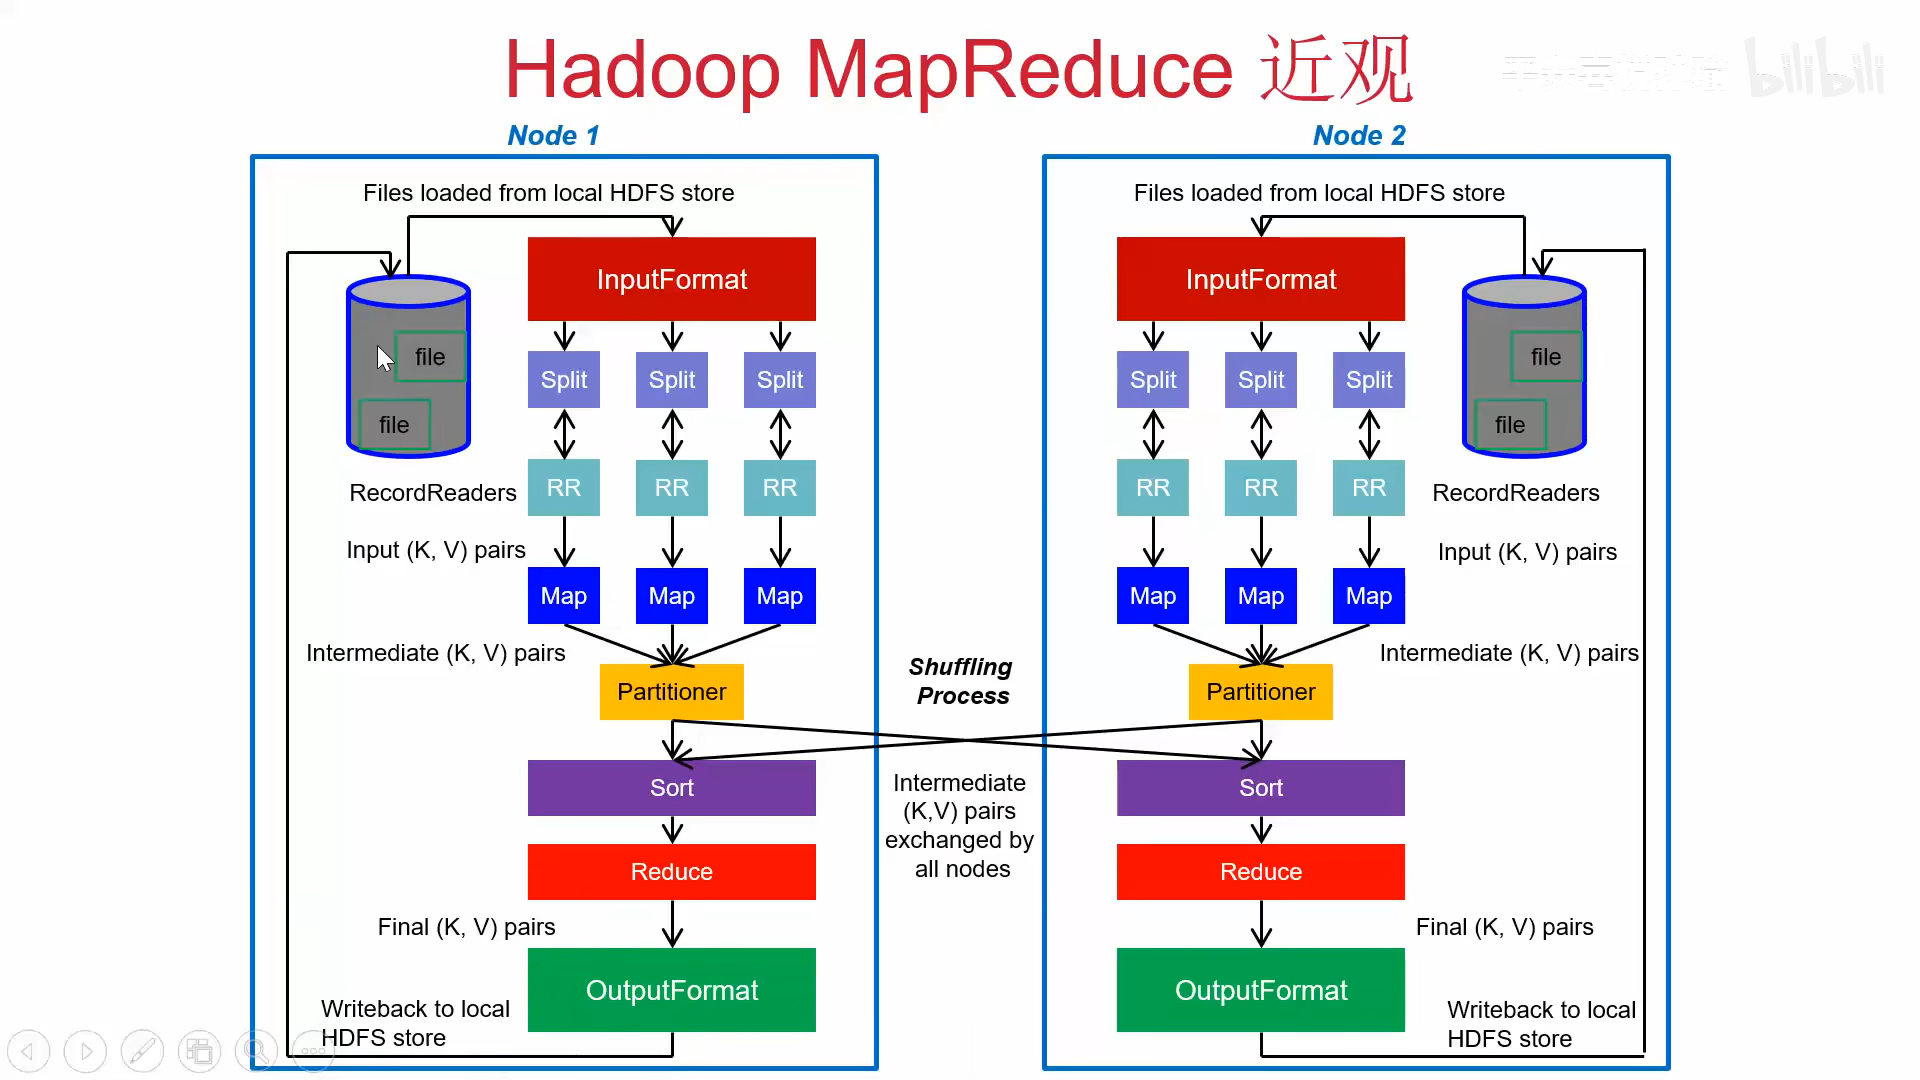 Hadoop MapReduce 近观
bilibili
Node 1
Files loaded from local HDFS store
InputFormat
file
file
Split Split Split
RecordReaders RR RR RR
Input (K, V) pairs
Map Map Map
Intermediate (K, V) pairs
Partitioner
Sort
Reduce
Final (K, V) pairs
OutputFormat
Writeback to local
HDFS store
Shuffling
Process
Intermediate
(K,V) pairs
exchanged by
all nodes
Node 2
Files loaded from local HDFS store
InputFormat
file
file
Split Split Split
RR RR RR RecordReaders
Input (K, V) pairs
Map Map Map
Intermediate (K, V) pairs
Partitioner
Sort
Reduce
Final (K, V) pairs
OutputFormat
Writeback to local
HDFS store